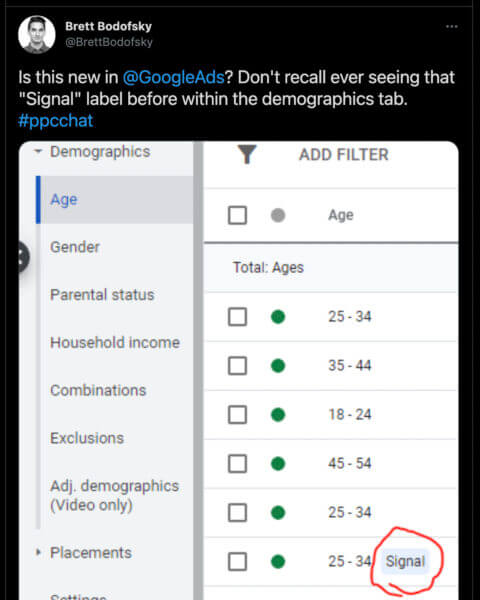 Brett Bodofsky
@BrettBodofsky
Is this new in @GoogleAds? Don't recall ever seeing that
"Signal" label before within the demographics tab.
#ppcchat
Demographics
Age
Gender
Parental status
Household income
Combinations
Exclusions
Adj. demographics
(Video only)
Placements
Settings
ADD FILTER
Age
Total: Ages
25 - 34
35 - 44
18 - 24
45 - 54
25 - 34
25 - 34 Signal